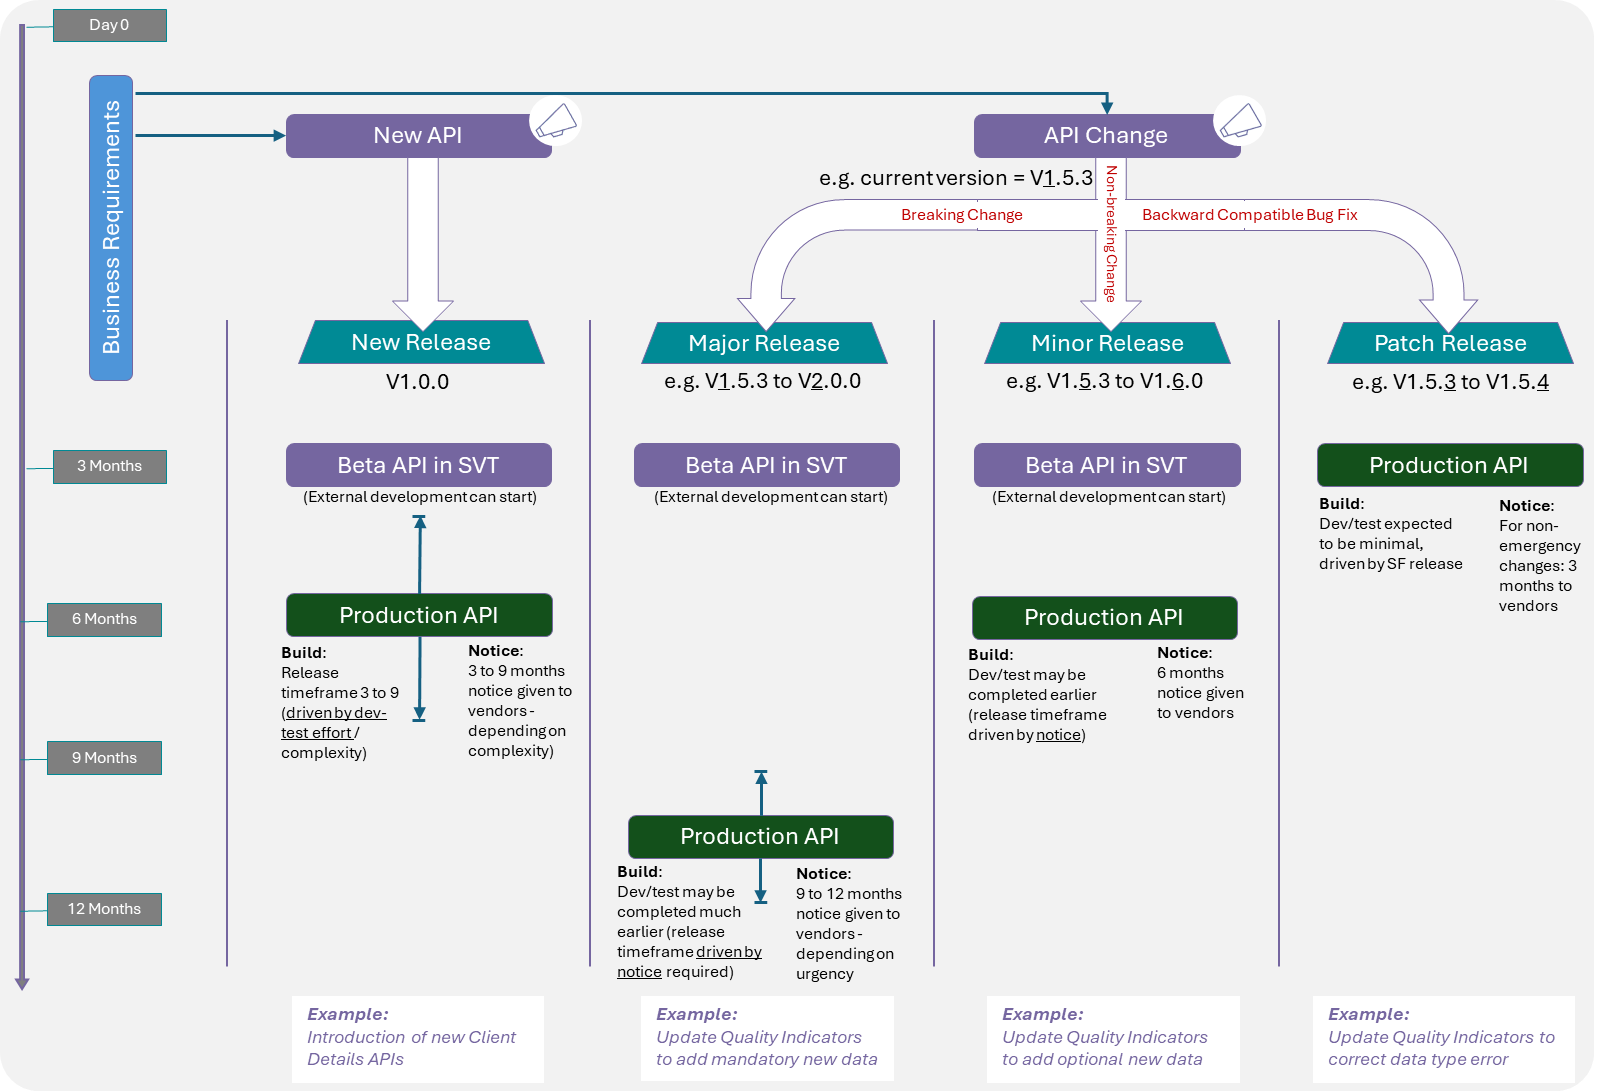 Day 0
Business Requirements
New API
API Change
e.g. current version = V1.5.3
Breaking Change
Non-breaking Change
Backward Compatible Bug Fix
New Release
V1.0.0
Major Release
e.g. V1.5.3 to V2.0.0
Minor Release
e.g. V1.5.3 to V1.6.0
Patch Release
e.g. V1.5.3 to V1.5.4
3 Months
Beta API in SVT
(External development can start)
Beta API in SVT
(External development can start)
Beta API in SVT
(External development can start)
Production API
Build:
Dev/test expected
to be minimal,
driven by SF release
Notice:
For non-
emergency
changes: 3
months to
vendors
6 Months
Production API
Build:
Release
timeframe 3 to 9
(driven by dev-
test effort /
complexity)
Notice:
3 to 9 months
notice given to
vendors -
depending on
complexity)
Production API
Build:
Dev/test may be
completed earlier
(release timeframe
driven by notice)
Notice:
6 months
notice given
to vendors
9 Months
Production API
Build:
Dev/test may be
completed much
earlier (release
timeframe driven by
notice required)
Notice:
9 to 12 months
notice given to
vendors -
depending on
urgency
12 Months
Example:
Introduction of new Client
Details APIs
Example:
Update Quality Indicators
to add mandatory new data
Example:
Update Quality Indicators
to add optional new data
Example:
Update Quality Indicators to
correct data type error